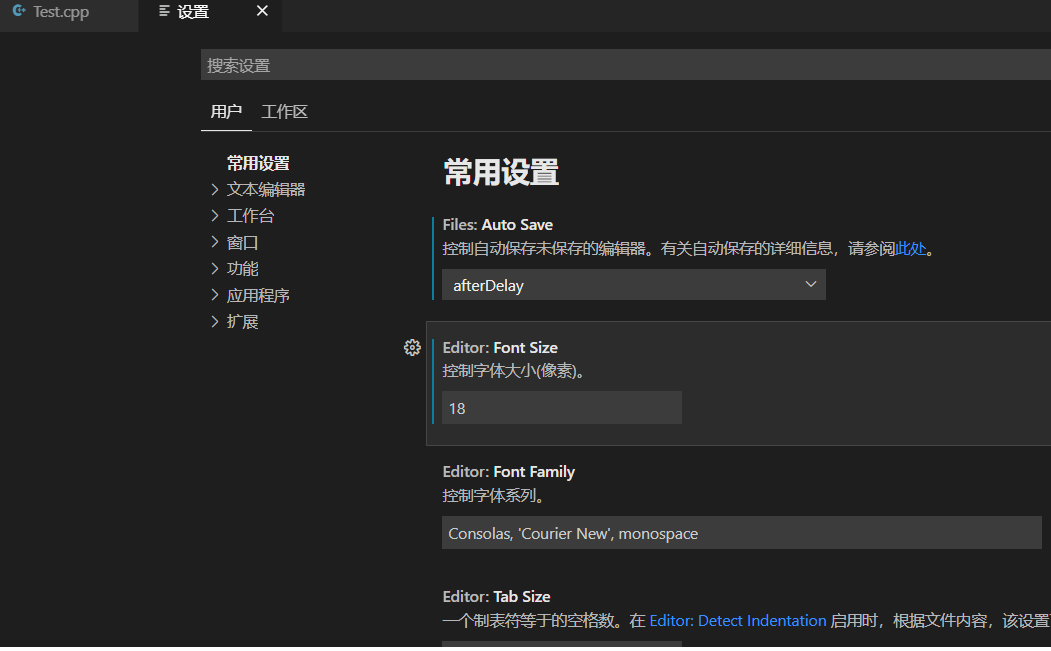 Test.cpp 设置
搜索设置
用户 工作区
常用设置
文本编辑器
工作台
窗口
功能
应用程序
扩展
常用设置
Files: Auto Save
控制自动保存未保存的编辑器。有关自动保存的详细信息，请参阅此处。
afterDelay
Editor: Font Size
控制字体大小(像素)。
18
Editor: Font Family
控制字体系列。
Consolas, 'Courier New', monospace
Editor: Tab Size
一个制表符等于的空格数。在 Editor: Detect Indentation 启用时，根据文件内容，该设置